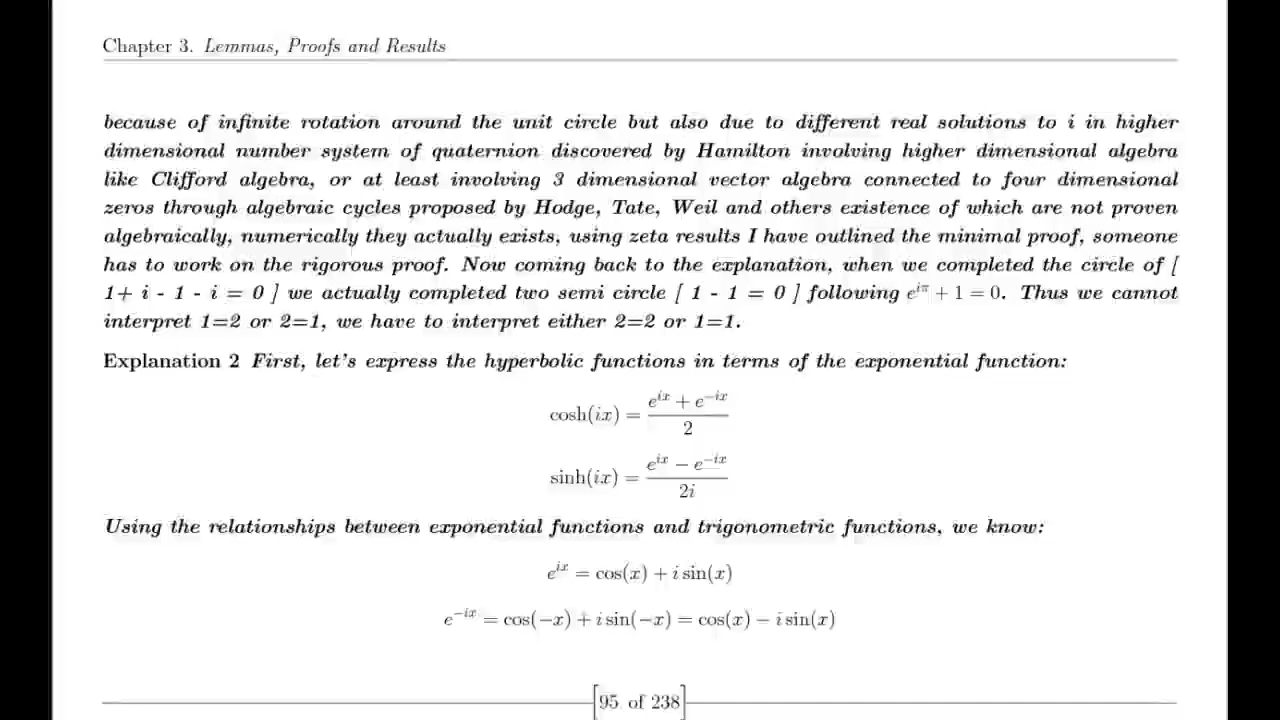 Chapter 3. Lemmas, Proofs and Results
because of infinite rotation around the unit circle but also due to different real solutions to i in higher
dimensional number system of quaternion discovered by Hamilton involving higher dimensional algebra
like Clifford algebra, or at least involving 3 dimensional vector algebra connected to four dimensional
zeros through algebraic cycles proposed by Hodge, Tate, Weil and others existence of which are not proven
algebraically, numerically they actually exists, using zeta results I have outlined the minimal proof, someone
has to work on the rigorous proof. Now coming back to the explanation, when we completed the circle of [
1+ i - 1 - i = 0 ] we actually completed two semi circle [ 1 - 1 = 0 ] following e^{iπ} + 1 = 0. Thus we cannot
interpret 1=2 or 2=1, we have to interpret either 2=2 or 1=1.
Explanation 2 First, let's express the hyperbolic functions in terms of the exponential function:
cosh(ix) = \frac{e^{ix} + e^{-ix}}{2}
sinh(ix) = \frac{e^{ix} − e^{-ix}}{2i}
Using the relationships between exponential functions and trigonometric functions, we know:
e^{ix} = cos(x) + i sin(x)
e^{-ix} = cos(−x) + i sin(−x) = cos(x) − i sin(x)
[95 of 238]